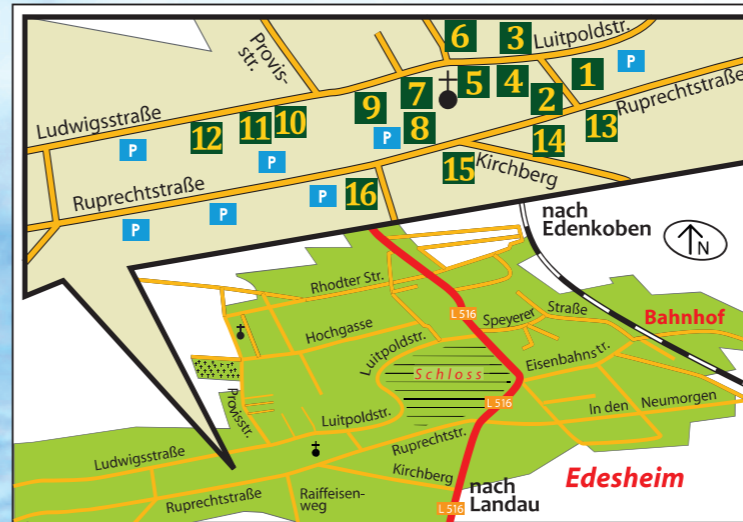 6
3
Luitpoldstr.
Provis-
str.
5
4
1
P
7
2
Ruprechtstraße
9
13
Ludwigsstraße
12
11
10
P
8
14
P
P
15
Kirchberg
Ruprechtstraße
P
16
P
P
nach
Edenkoben
N
Rhodter Str.
L 516
Speyerer
Straße
Bahnhof
Hochgasse
Luitpoldstr.
Schloss
Eisenbahnstr.
Provisstr.
L 516
In den
Neumorgen
Luitpoldstr.
Ruprechtstr.
Ludwigsstraße
Kirchberg
Edesheim
Ruprechtstraße
Raiffeisen-
weg
nach
Landau
L 516